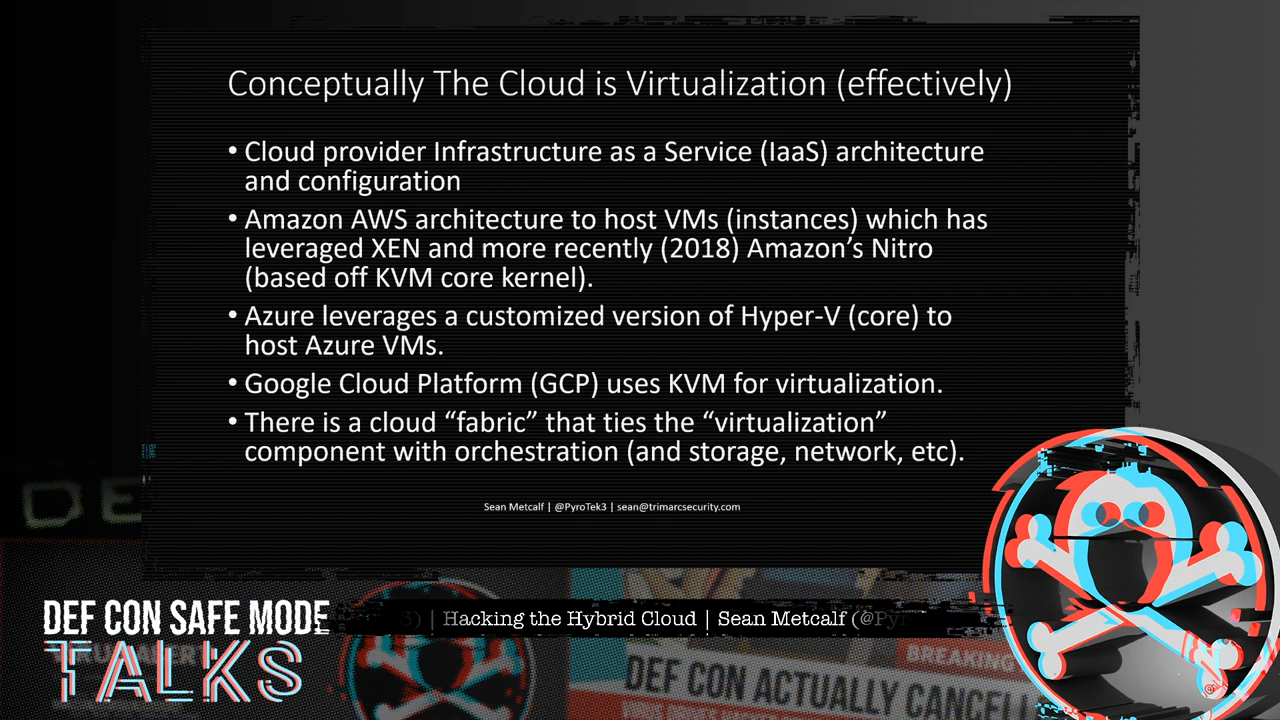 Conceptually The Cloud is Virtualization (effectively)
• Cloud provider Infrastructure as a Service (IaaS) architecture
and configuration
• Amazon AWS architecture to host VMs (instances) which has
leveraged XEN and more recently (2018) Amazon’s Nitro
(based off KVM core kernel).
• Azure leverages a customized version of Hyper-V (core) to
host Azure VMs.
• Google Cloud Platform (GCP) uses KVM for virtualization.
• There is a cloud “fabric” that ties the “virtualization”
component with orchestration (and storage, network, etc).
Sean Metcalf | @PyroTek3 | sean@trimarcsecurity.com
DEF CON SAFE MODE
TALKS
3) | Hacking the Hybrid Cloud | Sean Metcalf (@Py
BREAKING
DEF CON ACTUALLY CANCELL